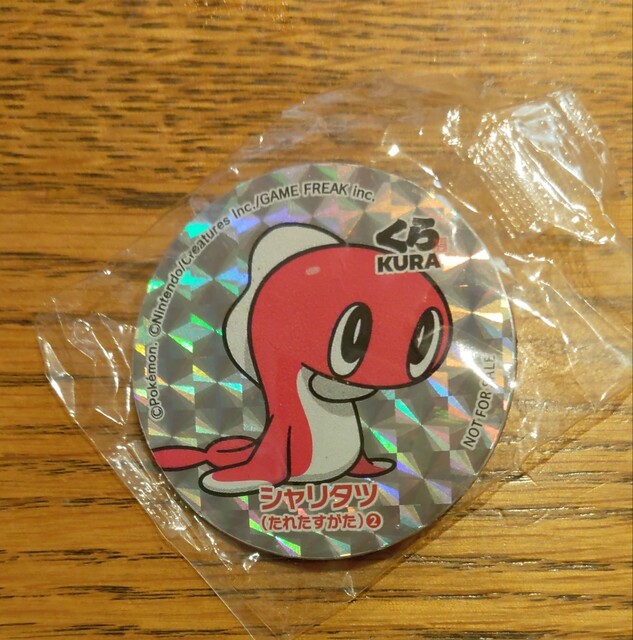 ©Pokémon. ©Nintendo/Creatures Inc./GAME FREAK inc.
くら
KURA
NOT FOR SALE
シャリタツ
(たれたすがた)❷